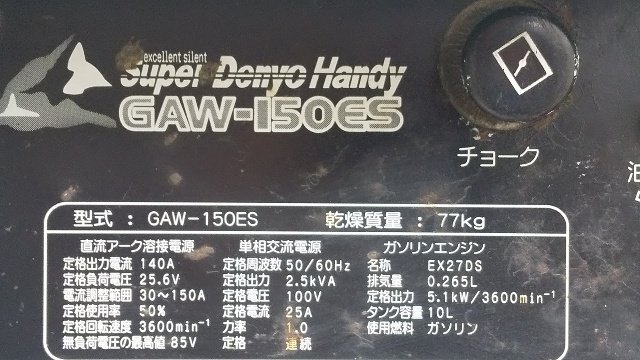 excellent silent
Super Denyo Handy
GAW-150ES
チョーク
型式 : GAW-150ES 乾燥質量 : 77kg
直流アーク溶接電源
定格出力電流 140A
定格負荷電圧 25.6V
電流調整範囲 30〜150A
定格使用率 50%
定格回転速度 3600min⁻¹
無負荷電圧の最高値 85V
単相交流電源
定格周波数 50/60Hz
定格出力 2.5kVA
定格電圧 100V
定格電流 25A
力率 1.0
定格 連続
ガソリンエンジン
名称 EX27DS
排気量 0.265L
定格出力 5.1kW/3600min⁻¹
タンク容量 10L
使用燃料 ガソリン